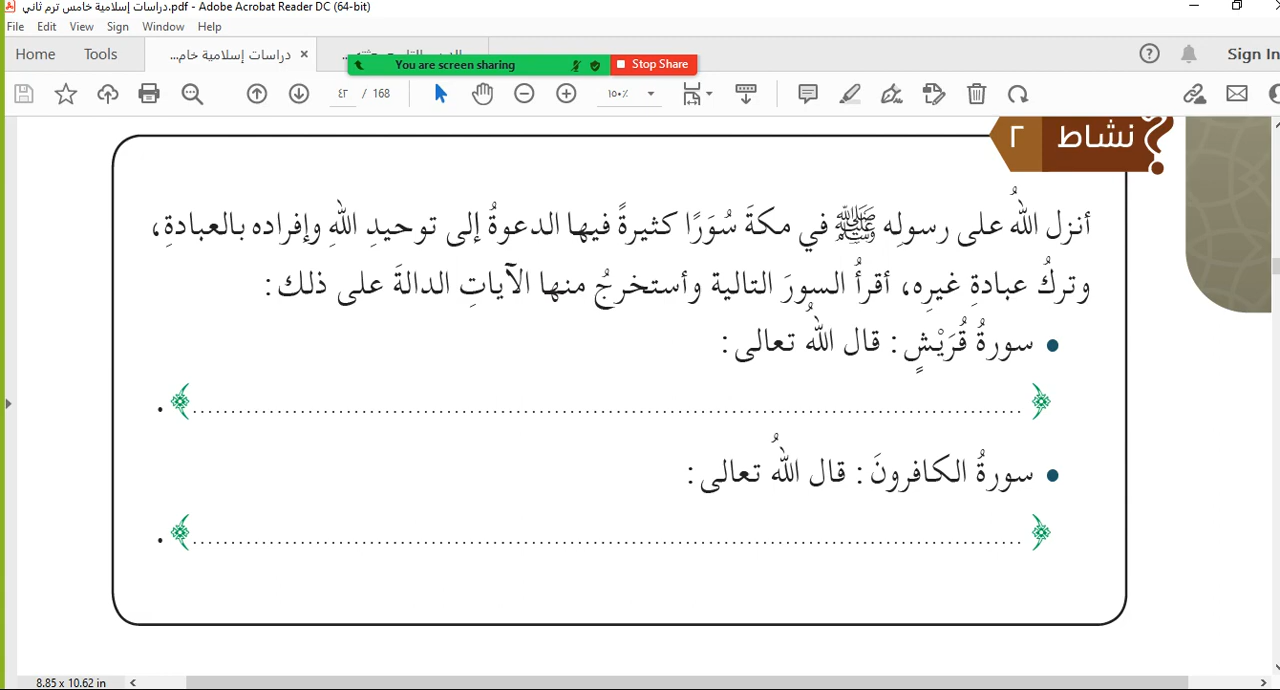 دراسات إسلامية خامس ترم ثاني.pdf - Adobe Acrobat Reader DC (64-bit)
File Edit View Sign Window Help
Home Tools دراسات إسلامية خام... × Sign In
You are screen sharing Stop Share
٤٣ / 168 ١٥٠٪
نشاط ٢
أنزل اللهُ على رسولِه ﷺ في مكةَ سُوَرًا كثيرةً فيها الدعوةُ إلى توحيدِ اللهِ وإفراده بالعبادةِ،
وتركُ عبادةِ غيرِه، أقرأُ السورَ التالية وأستخرجُ منها الآياتِ الدالةَ على ذلك:
• سورةُ قُرَيْشٍ: قال اللهُ تعالى:
﴿ ........................................ ﴾.
• سورةُ الكافرونَ: قال اللهُ تعالى:
﴿ ........................................ ﴾.
8.85 x 10.62 in